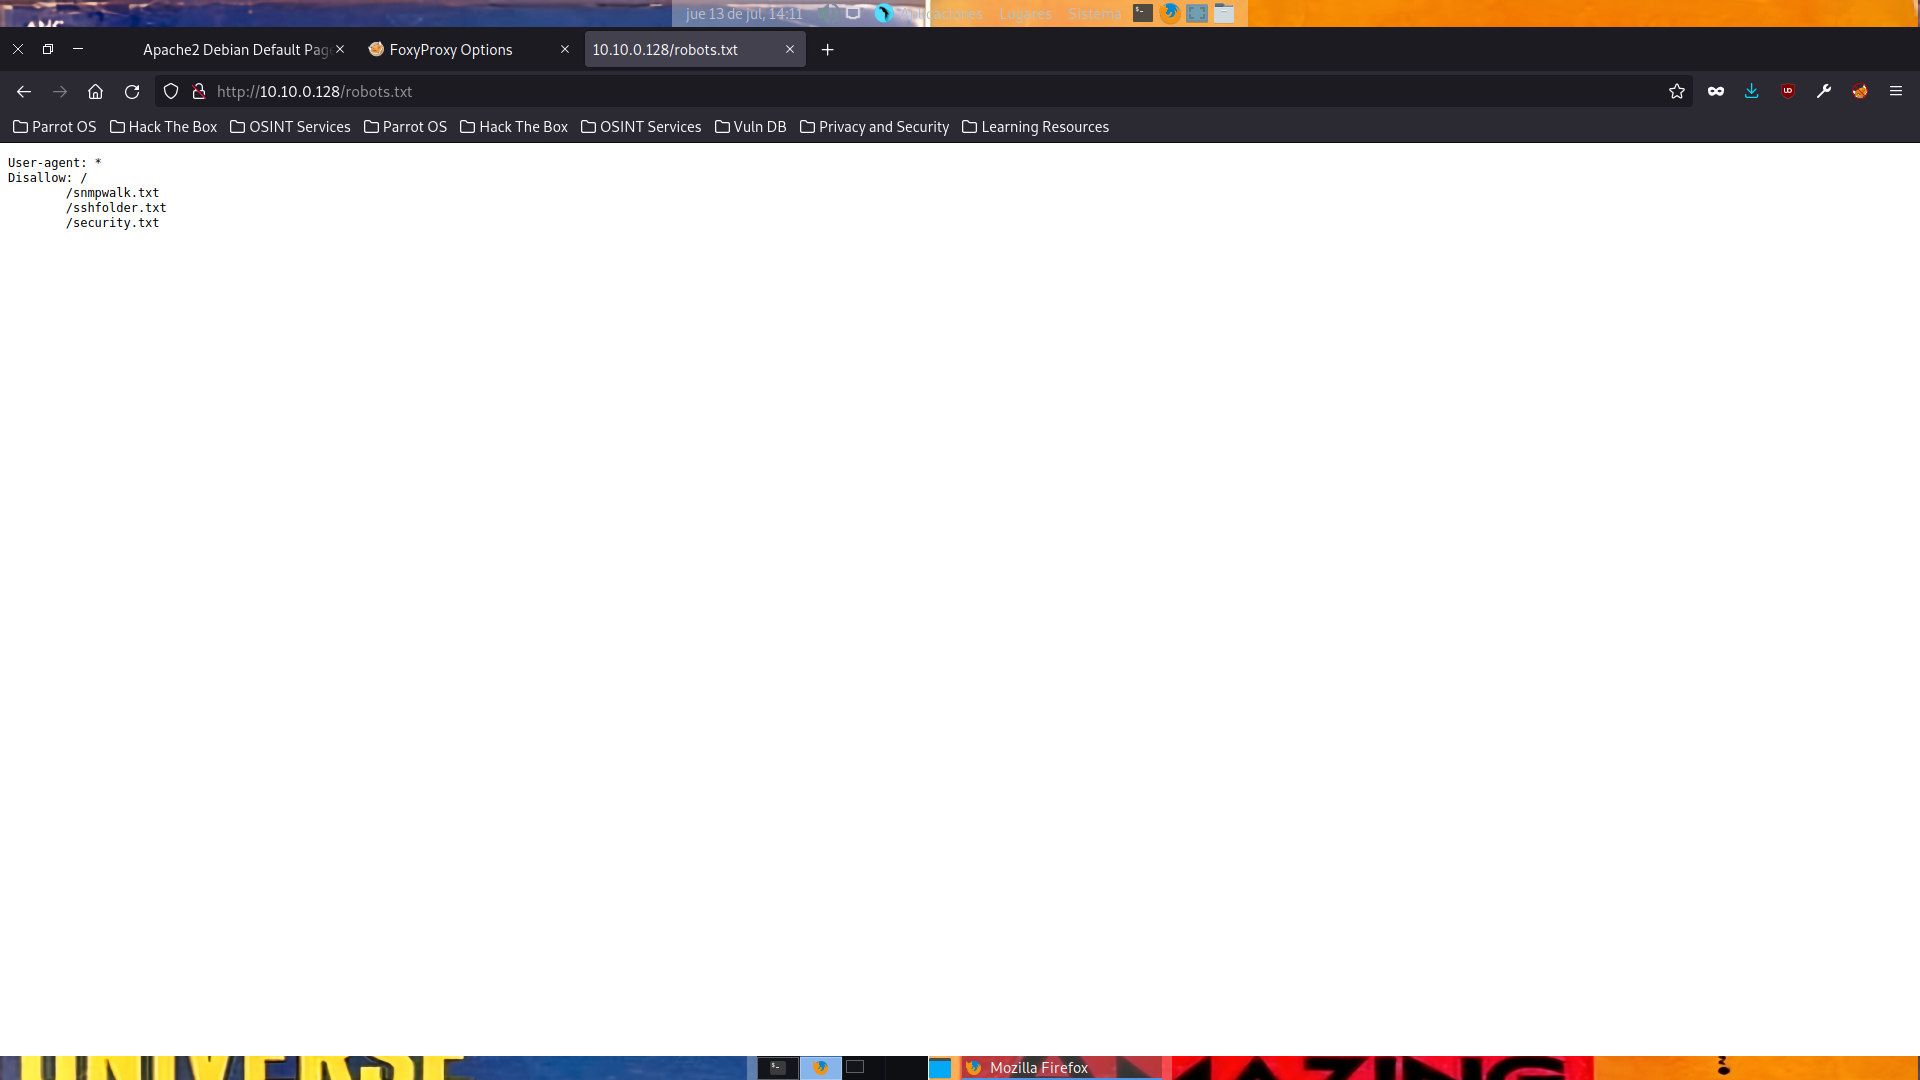 jue 13 de jul, 14:11 Aplicaciones Lugares Sistema
Apache2 Debian Default Pag FoxyProxy Options 10.10.0.128/robots.txt
http://10.10.0.128/robots.txt
Parrot OS Hack The Box OSINT Services Parrot OS Hack The Box OSINT Services Vuln DB Privacy and Security Learning Resources
User-agent: *
Disallow: /
/snmpwalk.txt
/sshfolder.txt
/security.txt
UNIVERSE Mozilla Firefox AMAZING